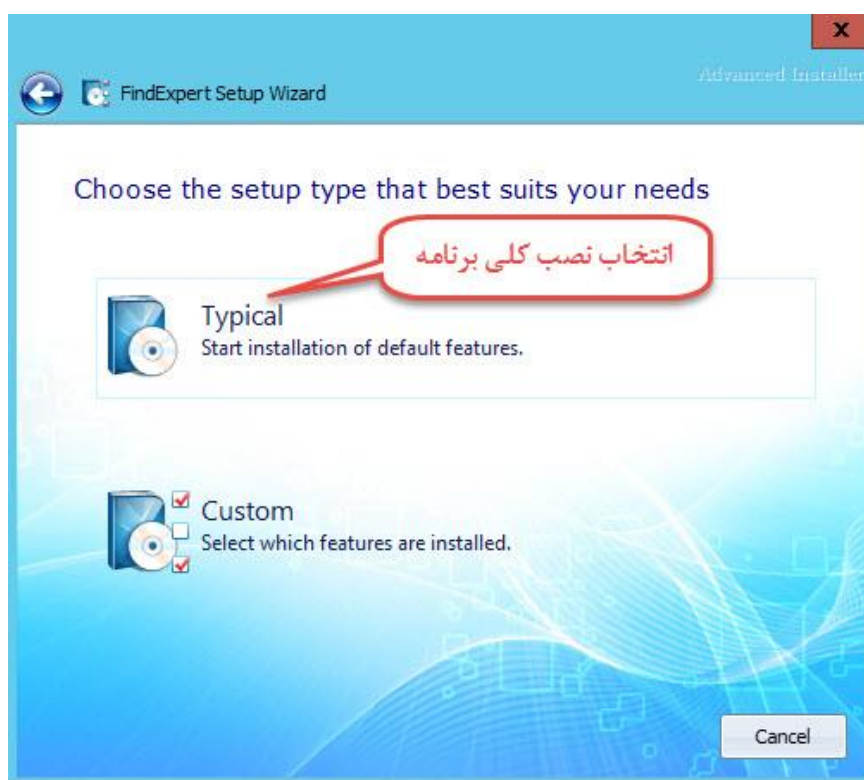 x
Advanced Installer
FindExpert Setup Wizard
Choose the setup type that best suits your needs
انتخاب نصب کلی برنامه
Typical
Start installation of default features.
Custom
Select which features are installed.
Cancel